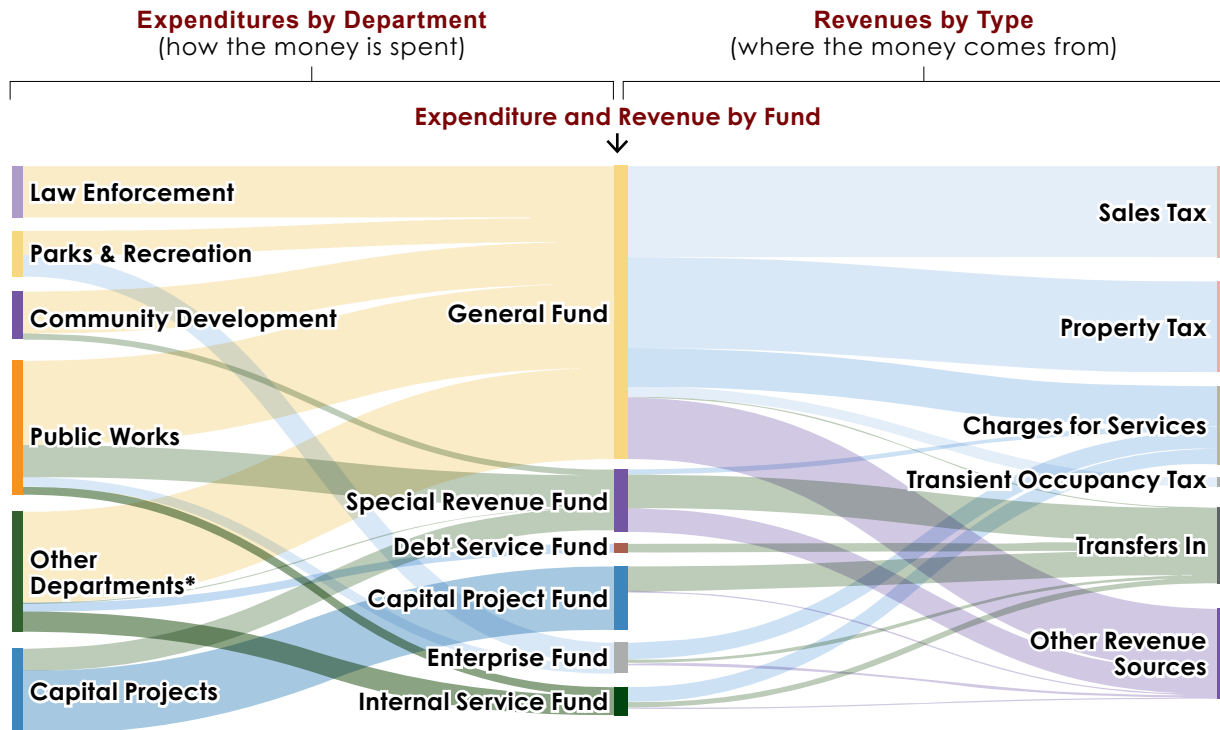 Expenditures by Department
(how the money is spent)
Revenues by Type
(where the money comes from)
Expenditure and Revenue by Fund
Law Enforcement
Parks & Recreation
Community Development
Public Works
Other
Departments*
Capital Projects
General Fund
Special Revenue Fund
Debt Service Fund
Capital Project Fund
Enterprise Fund
Internal Service Fund
Sales Tax
Property Tax
Charges for Services
Transient Occupancy Tax
Transfers In
Other Revenue
Sources